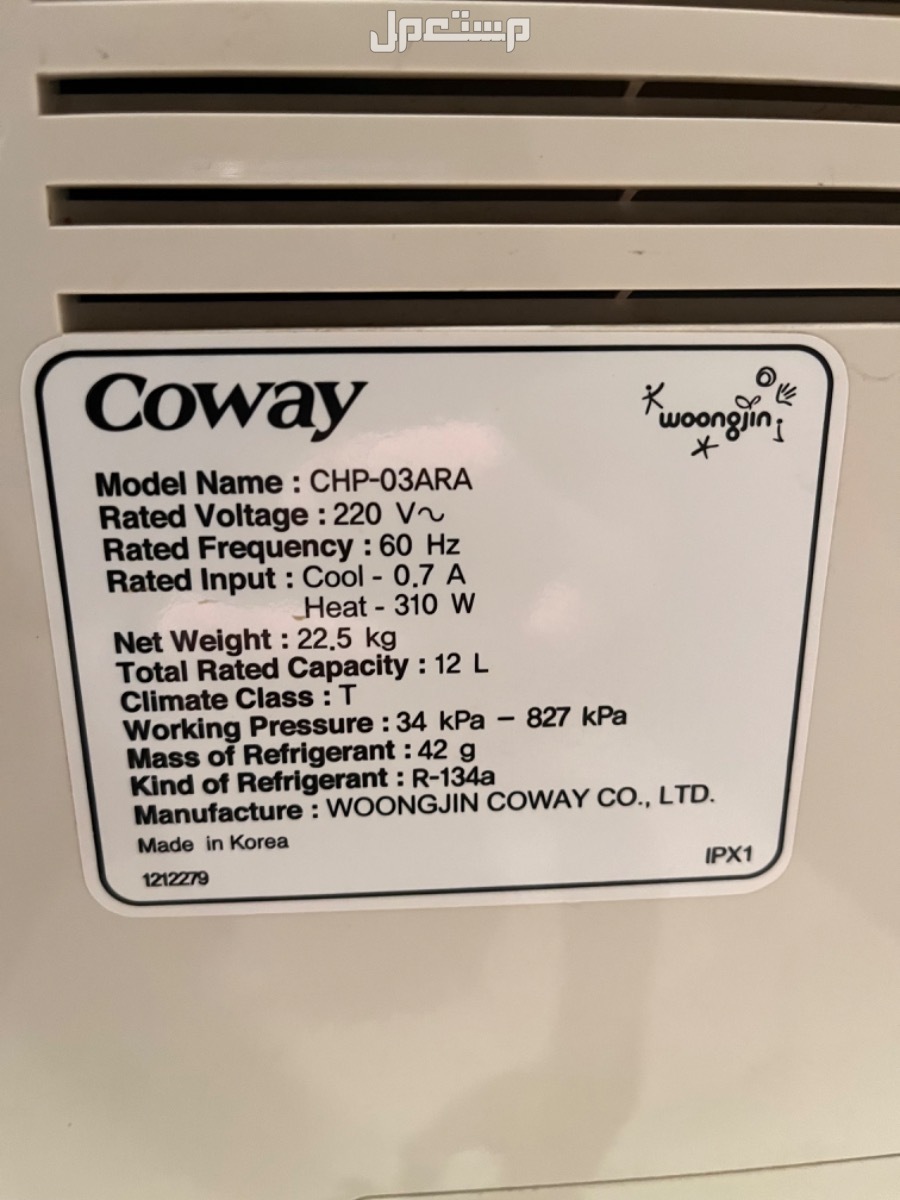 مستعمل
Coway
woongjin
Model Name : CHP-03ARA
Rated Voltage : 220 V～
Rated Frequency : 60 Hz
Rated Input : Cool - 0.7 A
Heat - 310 W
Net Weight : 22.5 kg
Total Rated Capacity : 12 L
Climate Class : T
Working Pressure : 34 kPa – 827 kPa
Mass of Refrigerant : 42 g
Kind of Refrigerant : R-134a
Manufacture : WOONGJIN COWAY CO., LTD.
Made in Korea
IPX1
1212279